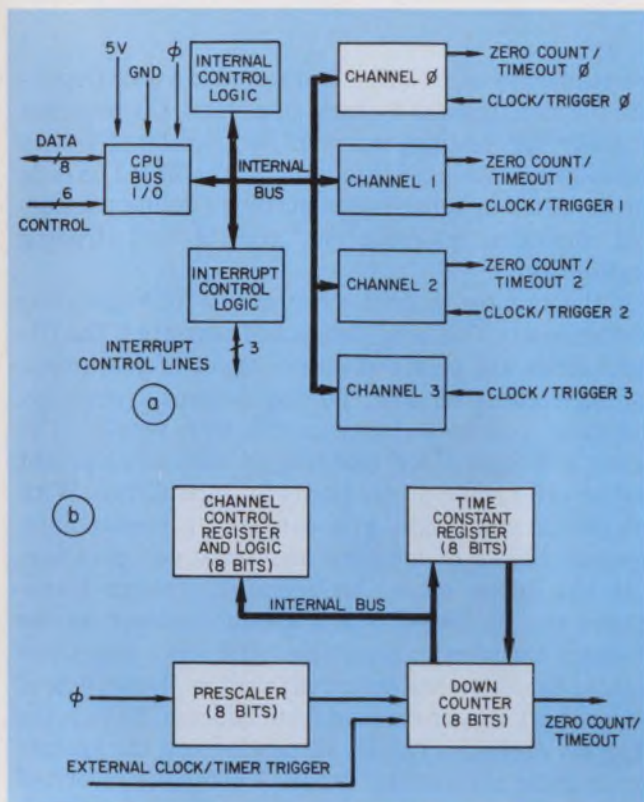 5V
GND
ϕ
INTERNAL
CONTROL
LOGIC
DATA
8
6
CONTROL
CPU
BUS
I/O
INTERNAL
BUS
INTERRUPT
CONTROL
LOGIC
INTERRUPT
CONTROL LINES
3
a
CHANNEL Ø
ZERO COUNT/
TIMEOUT Ø
CLOCK/TRIGGER Ø
CHANNEL 1
ZERO COUNT/
TIMEOUT 1
CLOCK/TRIGGER 1
CHANNEL 2
ZERO COUNT/
TIMEOUT 2
CLOCK/TRIGGER 2
CHANNEL 3
CLOCK/TRIGGER 3
b
CHANNEL
CONTROL
REGISTER
AND LOGIC
(8 BITS)
TIME
CONSTANT
REGISTER
(8 BITS)
INTERNAL BUS
ϕ
PRESCALER
(8 BITS)
DOWN
COUNTER
(8 BITS)
ZERO COUNT/
TIMEOUT
EXTERNAL CLOCK/TIMER TRIGGER